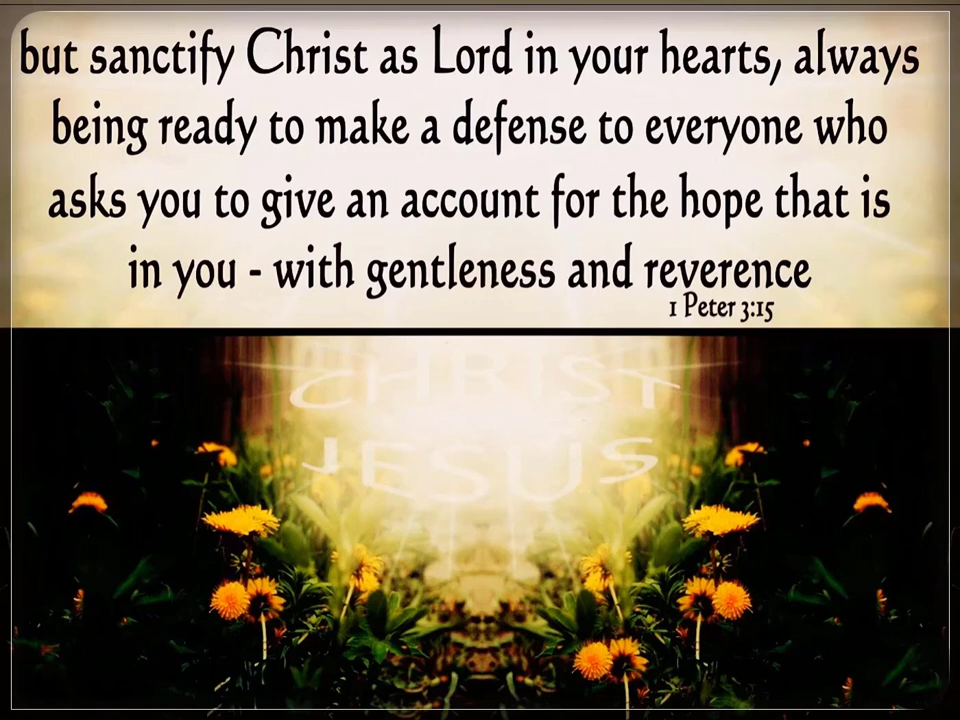 but sanctify Christ as Lord in your hearts, always
being ready to make a defense to everyone who
asks you to give an account for the hope that is
in you - with gentleness and reverence
1 Peter 3:15
CHRIST
JESUS